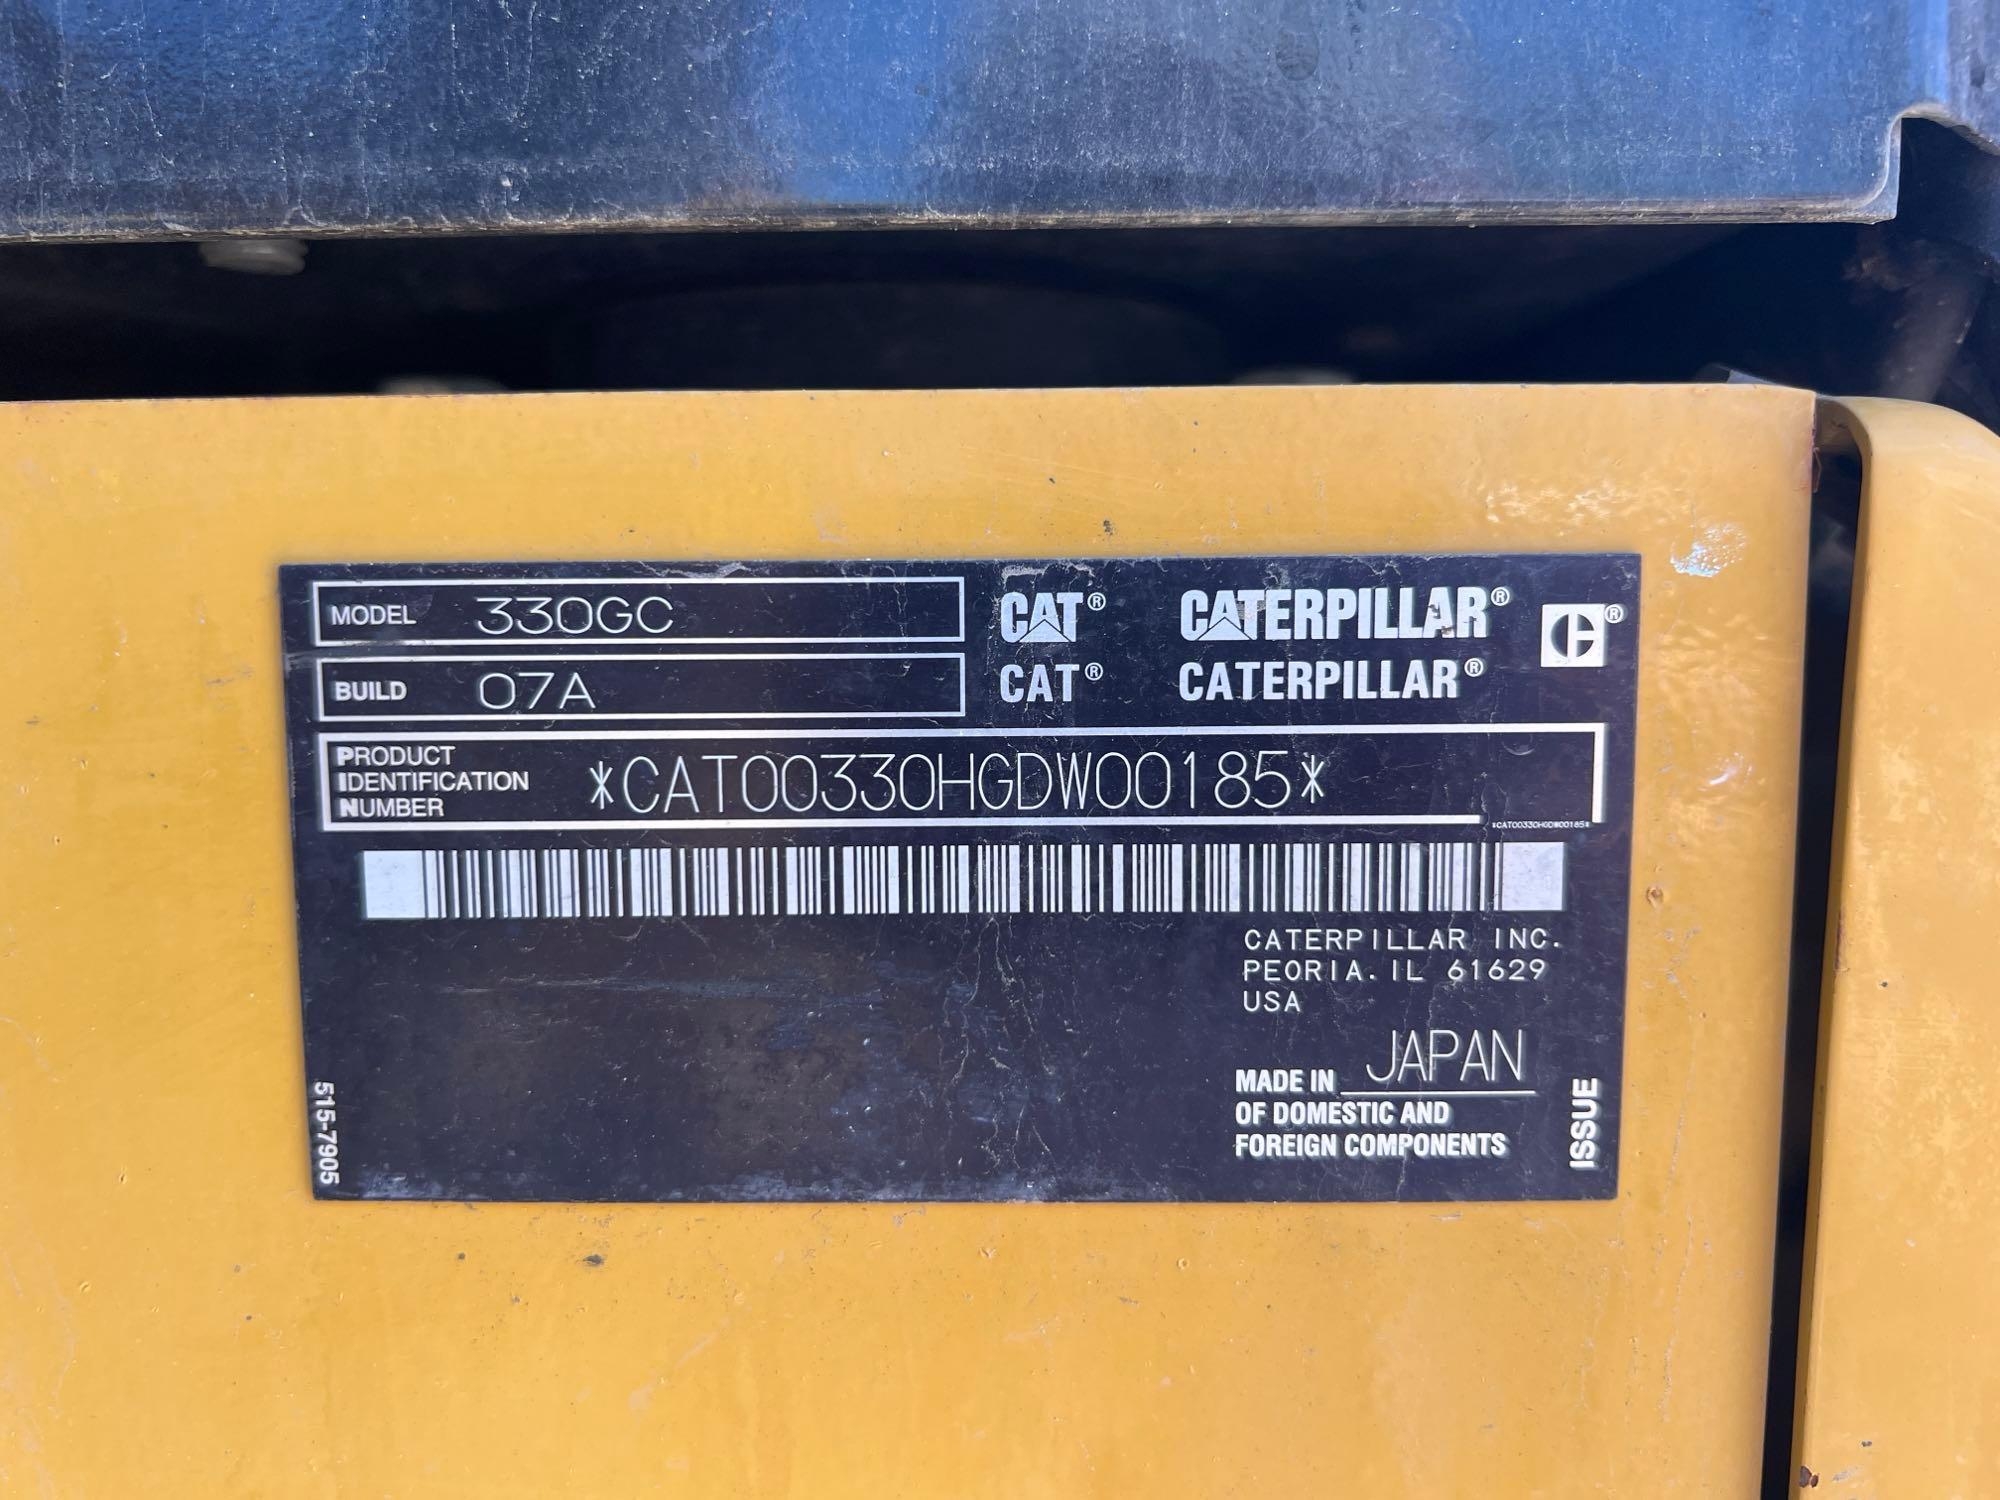 MODEL 330GC
BUILD 07A
CAT® CATERPILLAR® ®
CAT® CATERPILLAR®
PRODUCT
IDENTIFICATION
NUMBER
*CAT00330HGDW00185*
*CAT00330HGDW00185*
CATERPILLAR INC.
PEORIA. IL 61629
USA
MADE IN JAPAN
OF DOMESTIC AND
FOREIGN COMPONENTS
515-7905
ISSUE